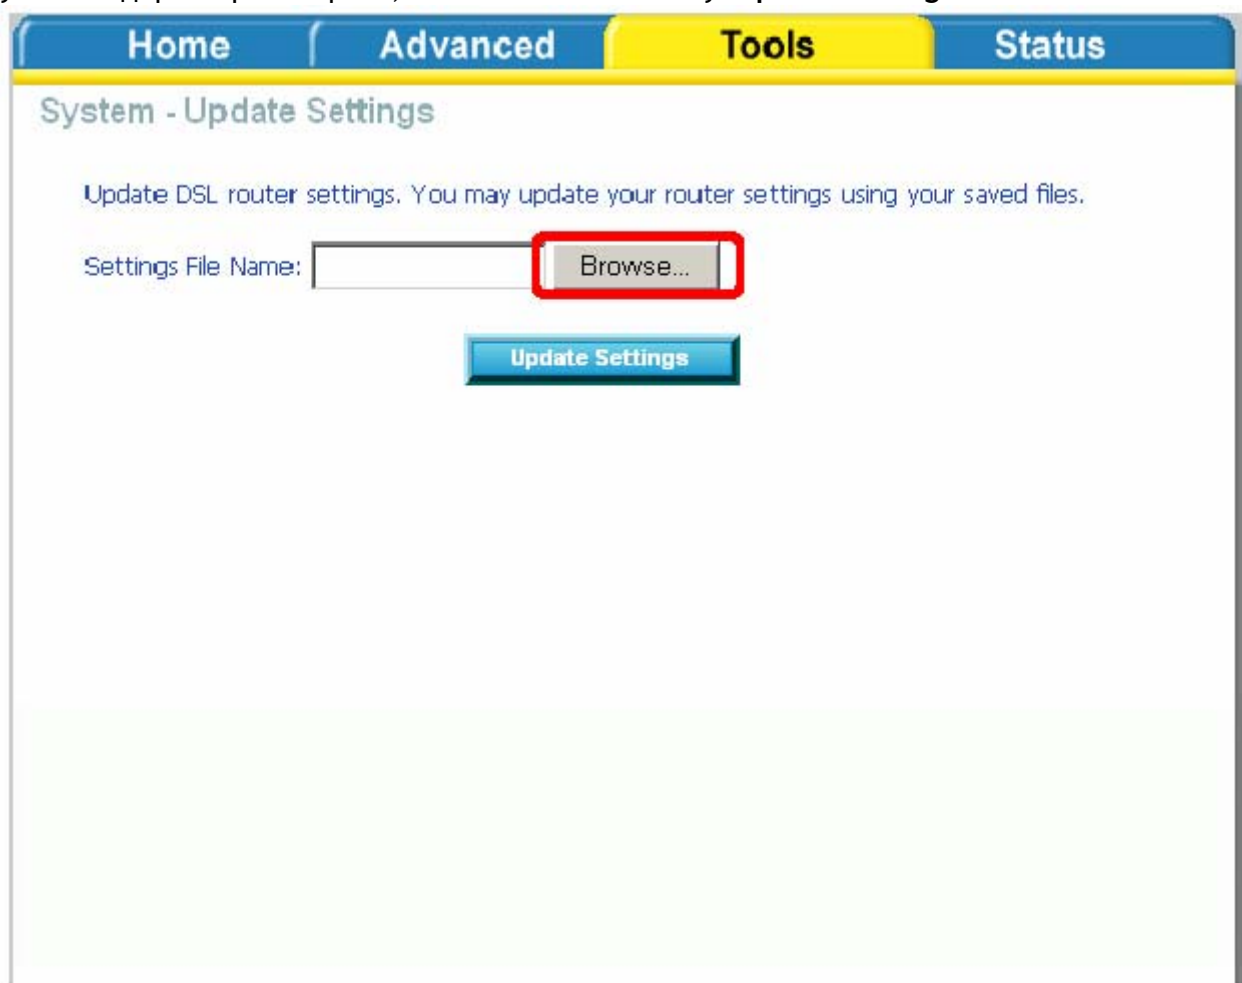 Home Advanced Tools Status
System - Update Settings
Update DSL router settings. You may update your router settings using your saved files.
Settings File Name: Browse...
Update Settings